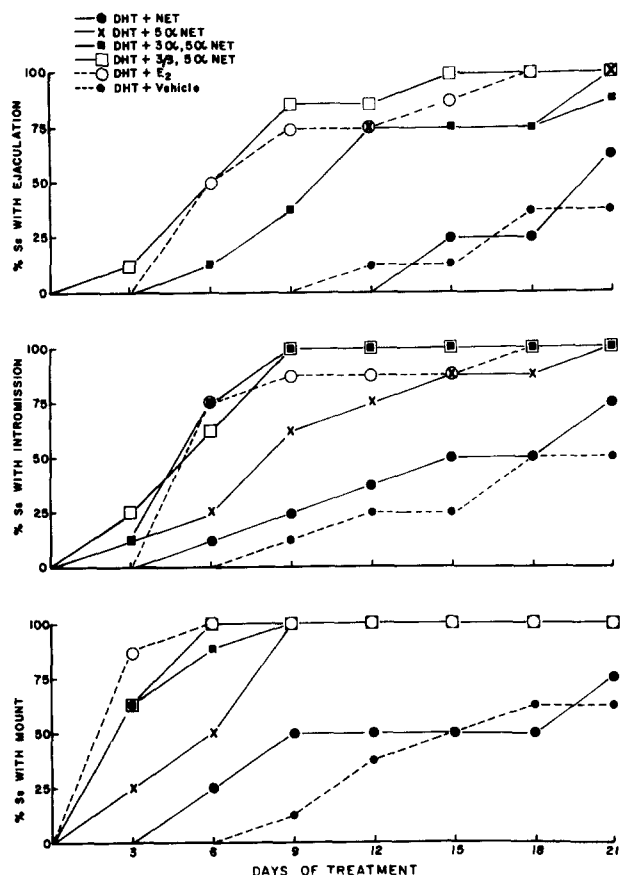 DHT + NET
DHT + 5α NET
DHT + 3α, 5α NET
DHT + 3β, 5α NET
DHT + E₂
DHT + Vehicle
% Ss WITH EJACULATION
100
75
50
25
0
% Ss WITH INTROMISSION
100
75
50
25
0
% Ss WITH MOUNT
100
75
50
25
0
3 6 9 12 15 18 21
DAYS OF TREATMENT